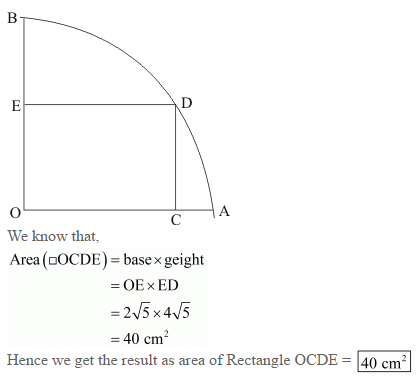 B
E D
O C A
We know that,
Area(□OCDE) = base×geight
= OE×ED
= 2√5×4√5
= 40 cm²
Hence we get the result as area of Rectangle OCDE = 40 cm²